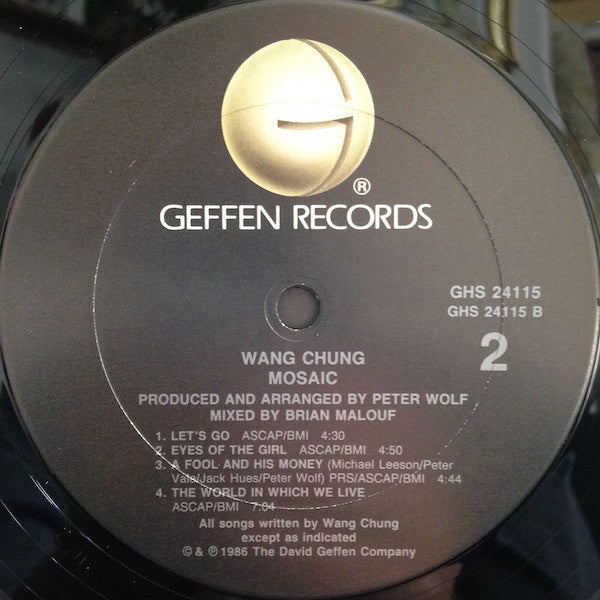 ®
GEFFEN RECORDS
GHS 24115
GHS 24115 B
2
WANG CHUNG
MOSAIC
PRODUCED AND ARRANGED BY PETER WOLF
MIXED BY BRIAN MALOUF
1. LET'S GO ASCAP/BMI 4:30
2. EYES OF THE GIRL ASCAP/BMI 4:50
3. A FOOL AND HIS MONEY (Michael Leeson/Peter
Vale/Jack Hues/Peter Wolf) PRS/ASCAP/BMI 4:44
4. THE WORLD IN WHICH WE LIVE
ASCAP/BMI 7:04
All songs written by Wang Chung
except as indicated
© & ℗ 1986 The David Geffen Company